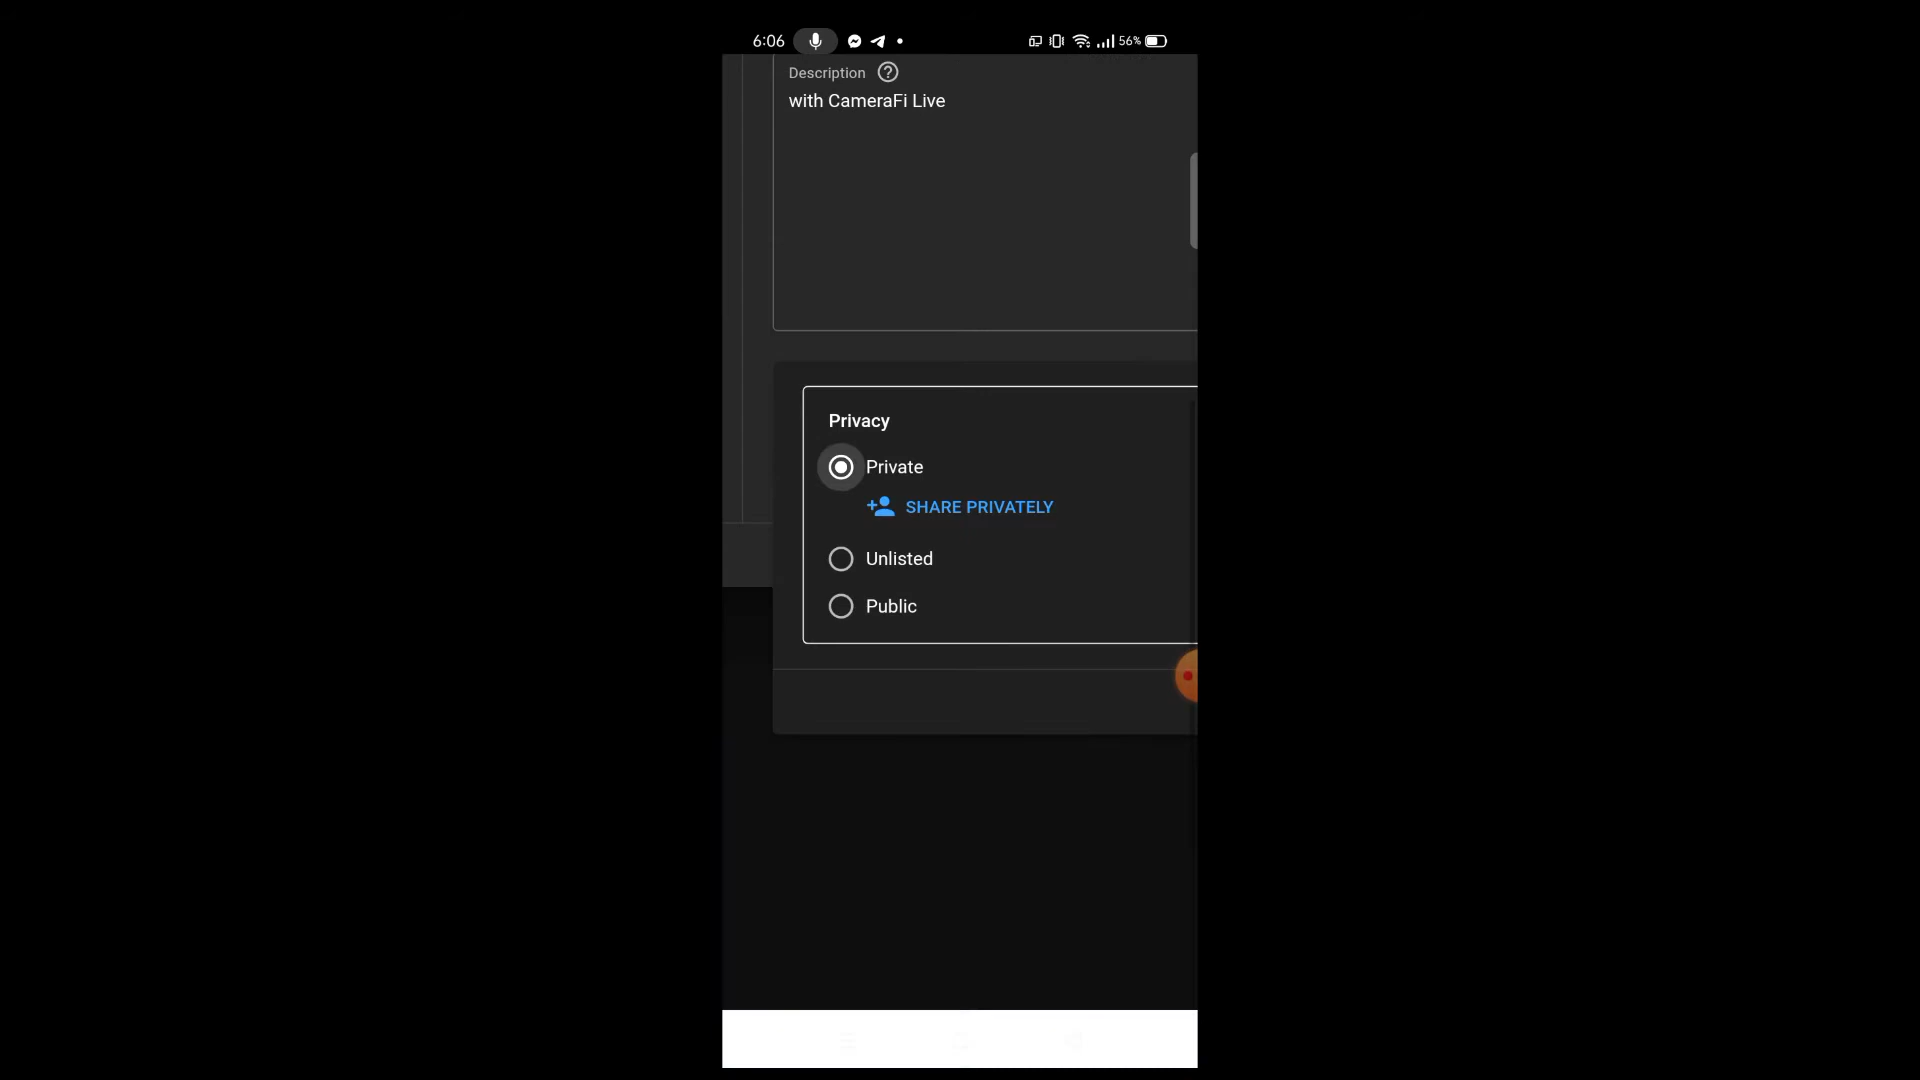 6:06
56%
Description
with CameraFi Live
Privacy
Private
SHARE PRIVATELY
Unlisted
Public